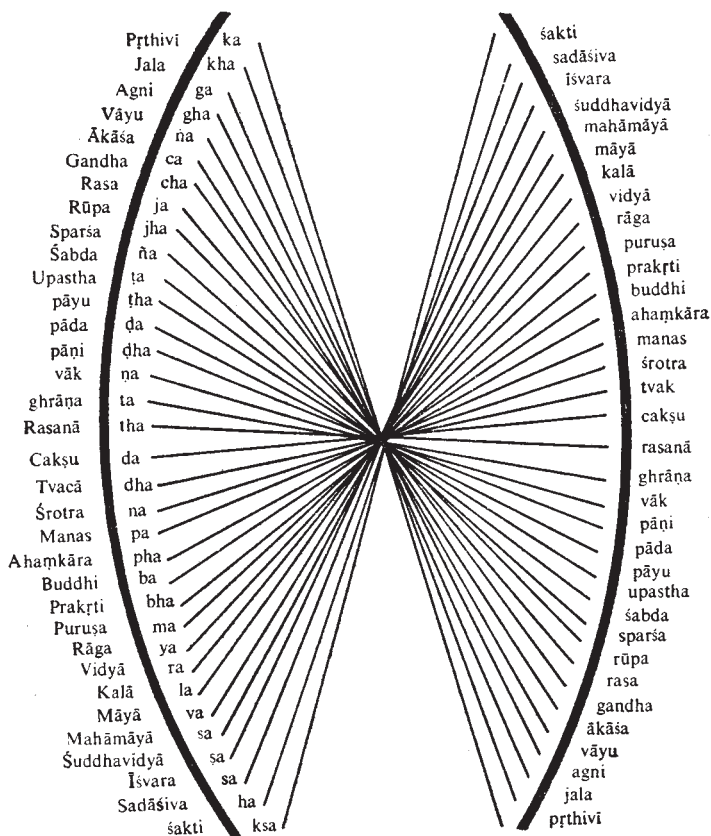 Pṛthivī ka
Jala kha
Agni ga
Vāyu gha
Ākāśa ṅa
Gandha ca
Rasa cha
Rūpa ja
Sparśa jha
Śabda ña
Upastha ṭa
pāyu ṭha
pāda ḍa
pāṇi ḍha
vāk ṇa
ghrāṇa ta
Rasanā tha
Cakṣu da
Tvacā dha
Śrotra na
Manas pa
Ahaṃkāra pha
Buddhi ba
Prakṛti bha
Puruṣa ma
Rāga ya
Vidyā ra
Kalā la
Māyā va
Mahāmāyā sa
Śuddhavidyā ṣa
Īśvara sa
Sadāśiva ha
śakti ksa
śakti
sadāśiva
īśvara
śuddhavidyā
mahāmāyā
māyā
kalā
vidyā
rāga
puruṣa
prakṛti
buddhi
ahaṃkāra
manas
śrotra
tvak
cakṣu
rasanā
ghrāṇa
vāk
pāṇi
pāda
pāyu
upastha
śabda
sparśa
rūpa
rasa
gandha
ākāśa
vāyu
agni
jala
pṛthivī